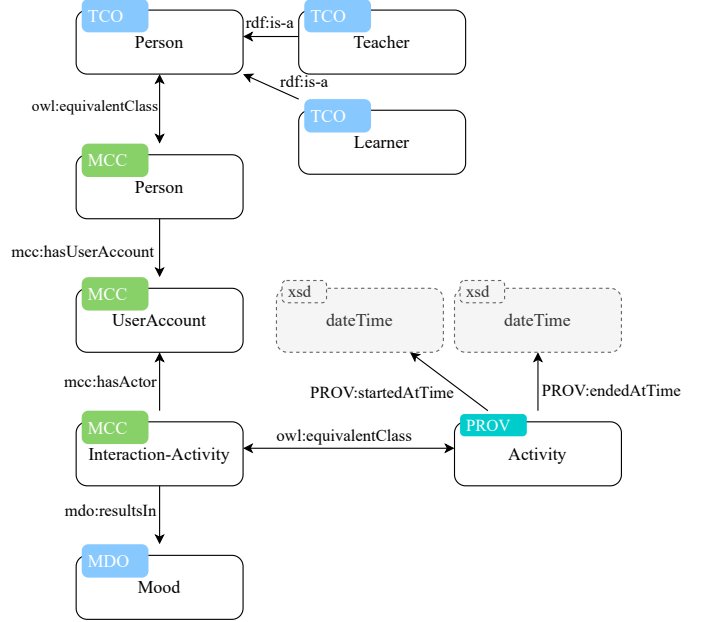 TCO
Person
rdf:is-a
TCO
Teacher
rdf:is-a
owl:equivalentClass
TCO
Learner
MCC
Person
mcc:hasUserAccount
MCC
UserAccount
xsd
dateTime
xsd
dateTime
mcc:hasActor
PROV:startedAtTime
PROV:endedAtTime
MCC
Interaction-Activity
owl:equivalentClass
PROV
Activity
mdo:resultsIn
MDO
Mood